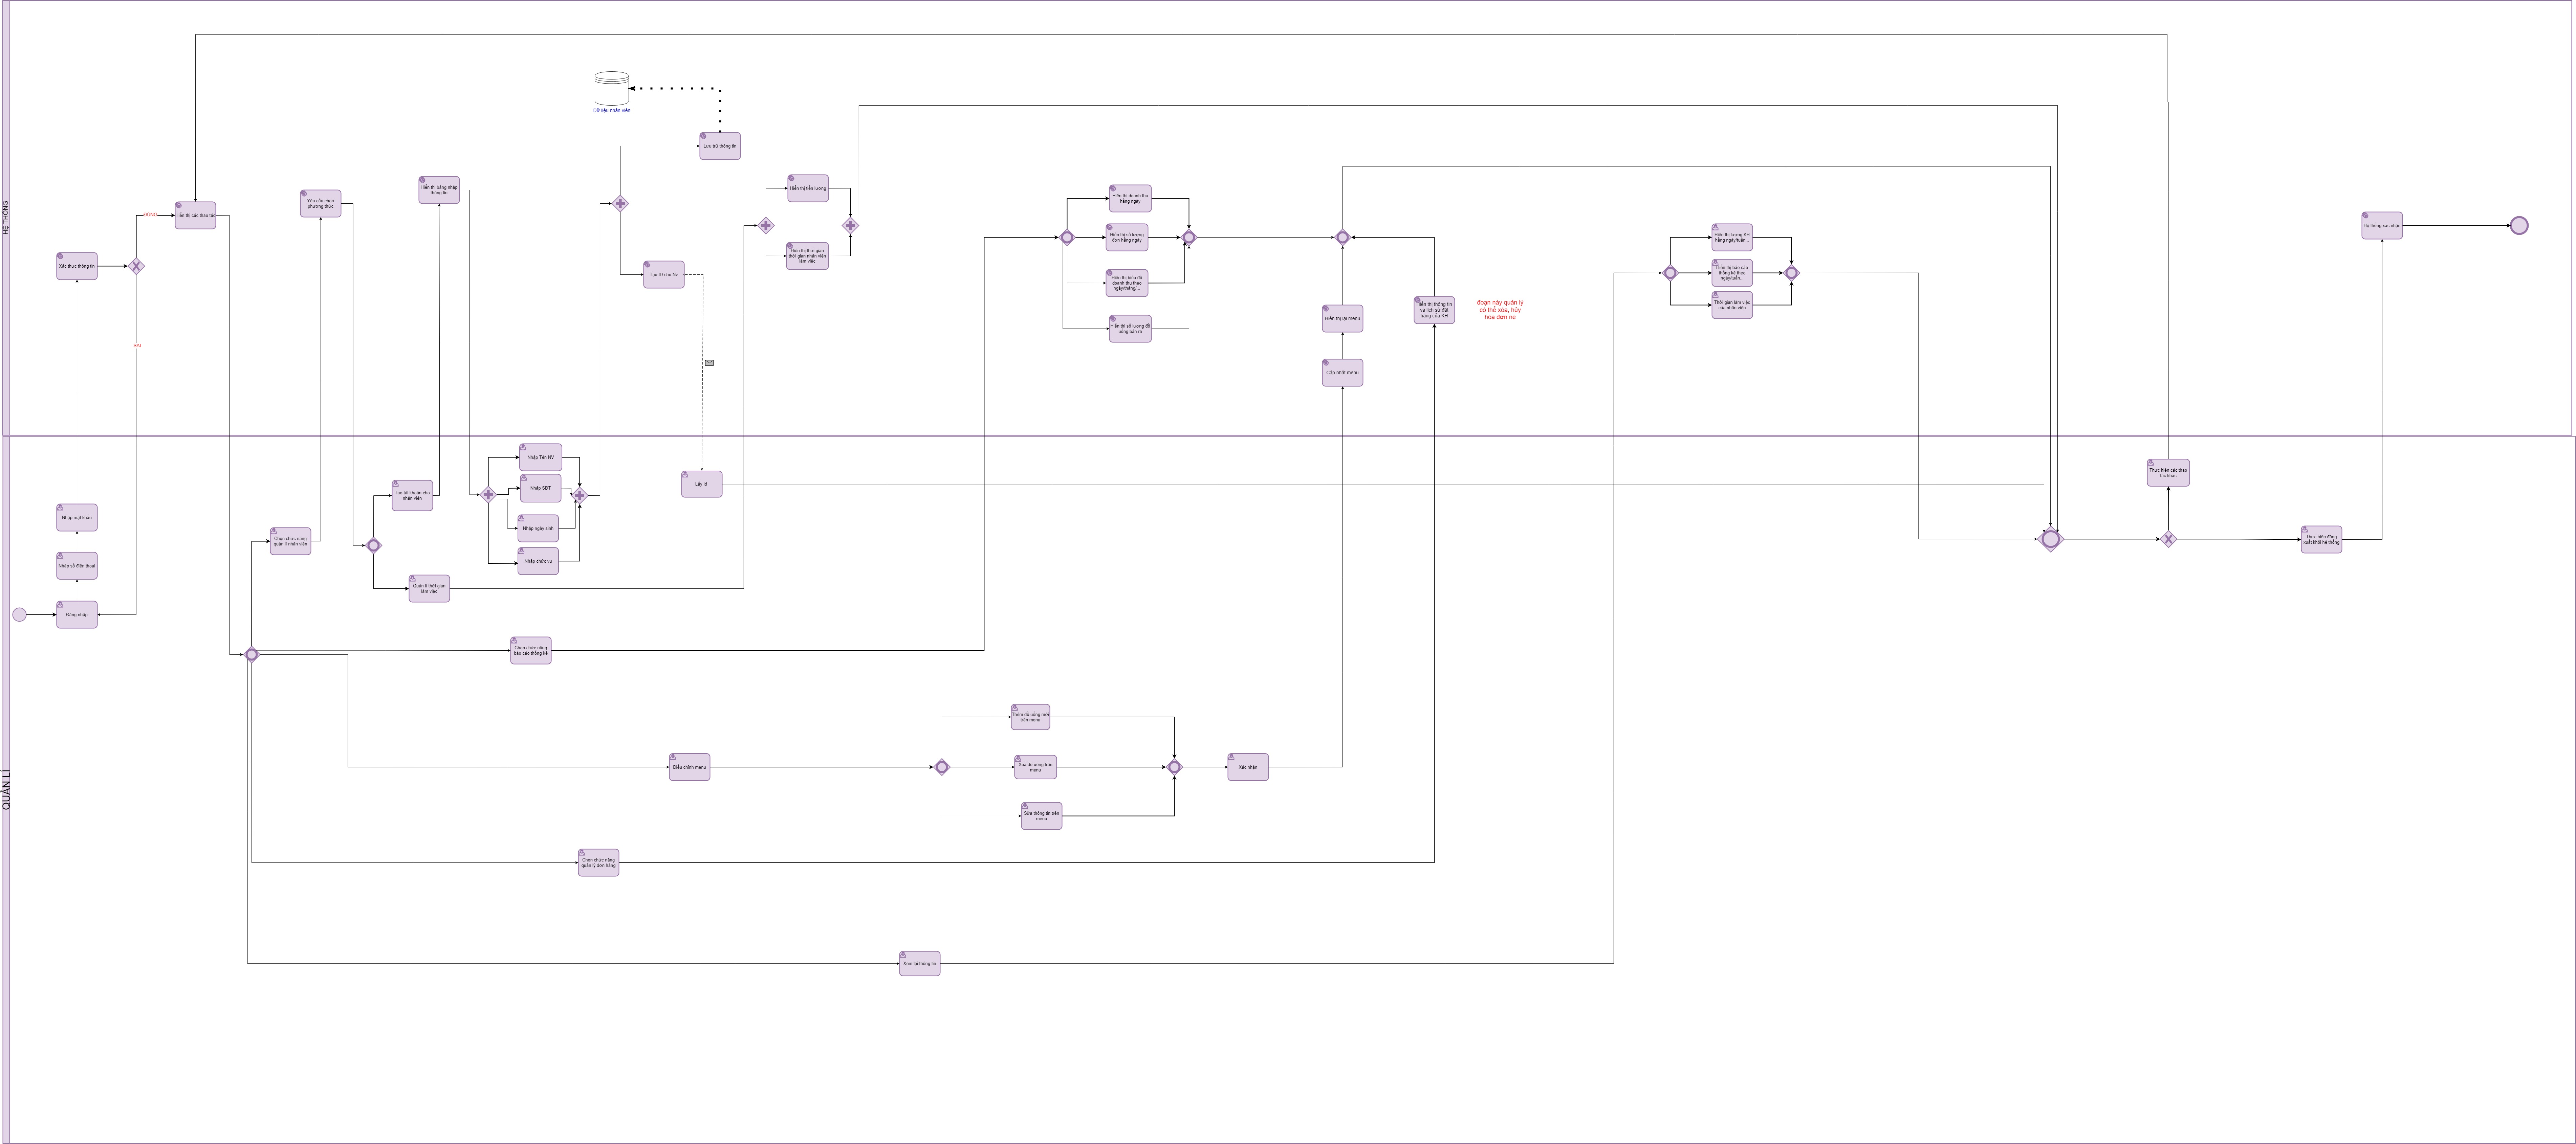 HỆ THỐNG
Dữ liệu nhân viên
Lưu trữ thông tin
Hiển thị bảng nhập
thông tin
Hiển thị tiền lương
Hiển thị doanh thu
hằng ngày
Yêu cầu chọn
phương thức
ĐÚNG
Hiển thị các thao tác
Hệ thống xác nhận
Hiển thị số lượng
đơn hằng ngày
Hiển thị lượng KH
hằng ngày/tuần...
Hiển thị thời gian
thời gian nhân viên
làm việc
Xác thực thông tin
Tạo ID cho Nv
Hiển thị báo cáo
thống kê theo
ngày/tuần...
Hiển thị biểu đồ
doanh thu theo
ngày/tháng/.
Thời gian làm việc
của nhân viên
Hiển thị thông tin
và lịch sử đặt
hàng của KH
đoạn này quản lý
có thể xóa, hủy
hóa đơn nè
Hiển thị lại menu
Hiển thị số lượng đồ
uống bán ra
SAI
Cập nhật menu
QUẢN LÍ
Nhập Tên NV
Thực hiện các thao
tác khác
Lấy id
Nhập SĐT
Tạo tài khoản cho
nhân viên
Nhập mật khẩu
Nhập ngày sinh
Chọn chức năng
quản lí nhân viên
Thực hiện đăng
xuất khỏi hệ thống
Nhập chức vụ
Nhập số điện thoại
Quản lí thời gian
làm việc
Đăng nhập
Chọn chức năng
báo cáo thống kê
Thêm đồ uống mới
trên menu
Điều chỉnh menu
Xoá đồ uống trên
menu
Xác nhận
Sửa thông tin trên
menu
Chọn chức năng
quản lý đơn hàng
Xem lại thông tin